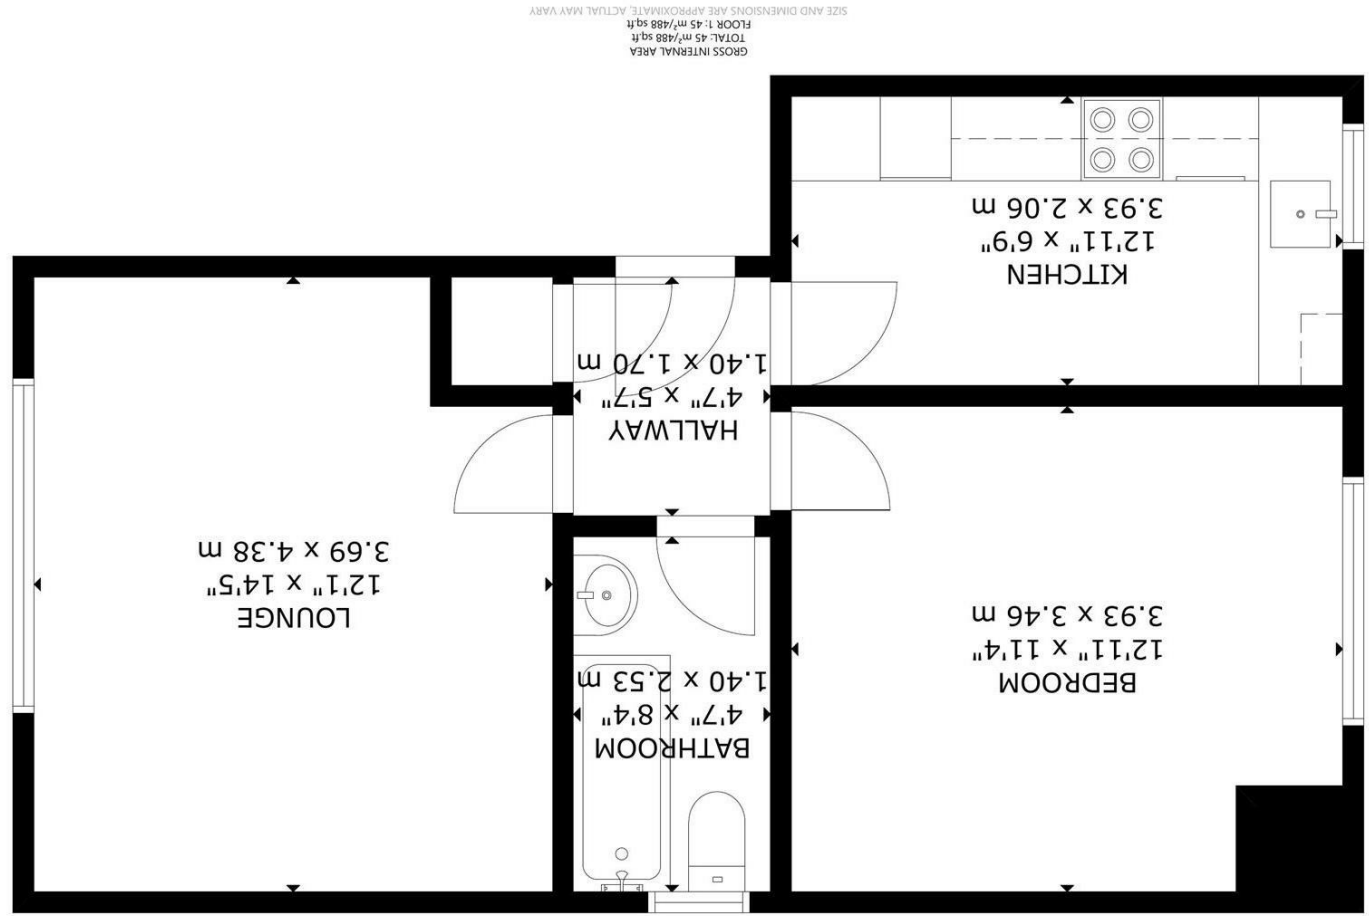 BEDROOM
12'11" x 11'4"
3.93 x 3.46 m
BATHROOM
4'7" x 8'4"
1.40 x 2.53 m
LOUNGE
12'1" x 14'5"
3.69 x 4.38 m
HALLWAY
4'7" x 5'7"
1.40 x 1.70 m
KITCHEN
12'11" x 6'9"
3.93 x 2.06 m
GROSS INTERNAL AREA
TOTAL: 45 m²/488 sq.ft
FLOOR 1: 45 m²/488 sq.ft
SIZE AND DIMENSIONS ARE APPROXIMATE, ACTUAL MAY VARY